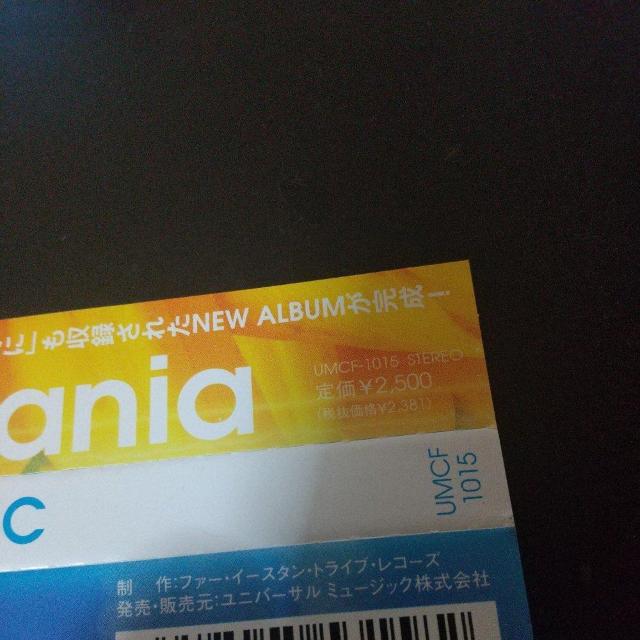 に」も収録されたNEW ALBUMが完成！
ania
UMCF-1015 STEREO
定価￥2,500
(税抜価格￥2,381)
C
UMCF
1015
制　作:ファー・イースタン・トライブ・レコーズ
発売・販売元:ユニバーサル ミュージック株式会社